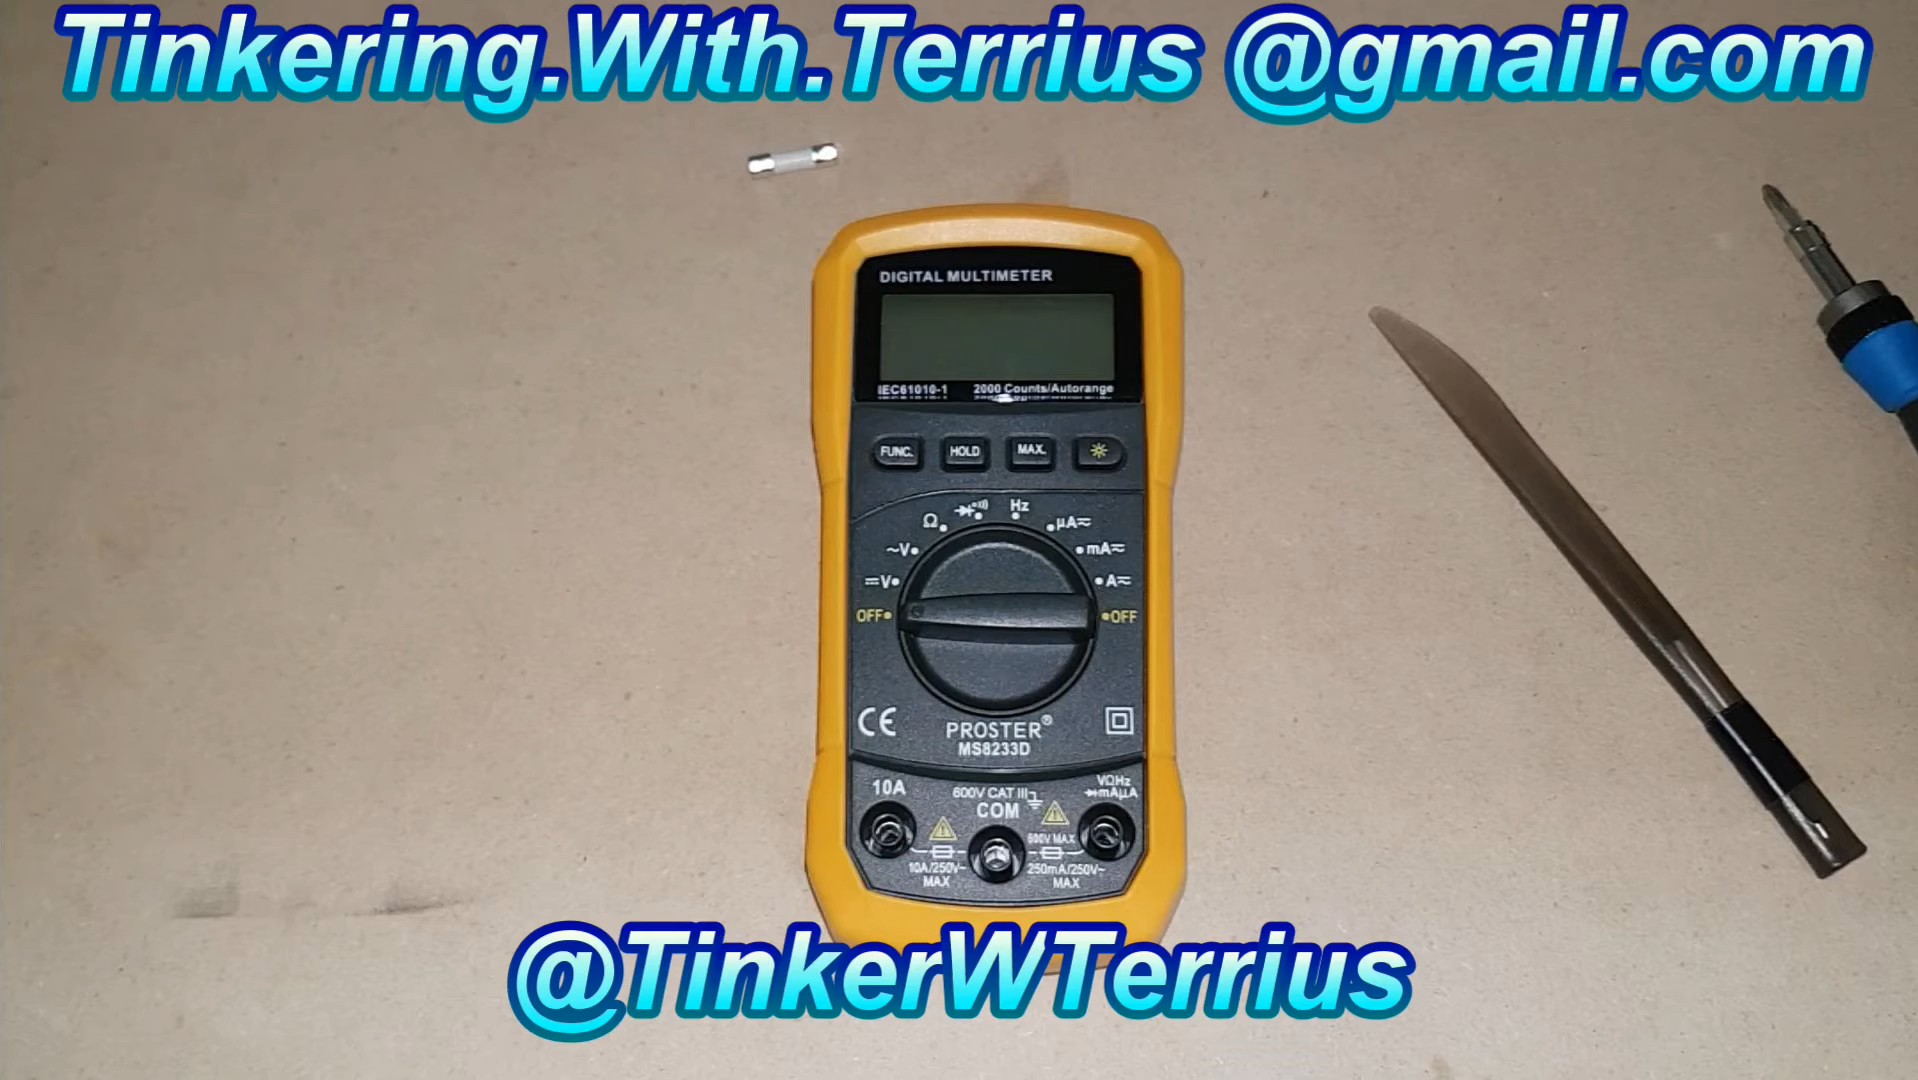 Tinkering.With.Terrius @gmail.com
DIGITAL MULTIMETER
IEC61010-1 2000 Counts/Autorange
FUNC. HOLD MAX.
Hz
Ω µA
~V mA
V A
OFF OFF
CE
PROSTER®
MS8233D
10A 600V CAT III VΩHz
COM mAµA
600V MAX
10A/250V~ 250mA/250V~
MAX MAX
@TinkerWTerrius